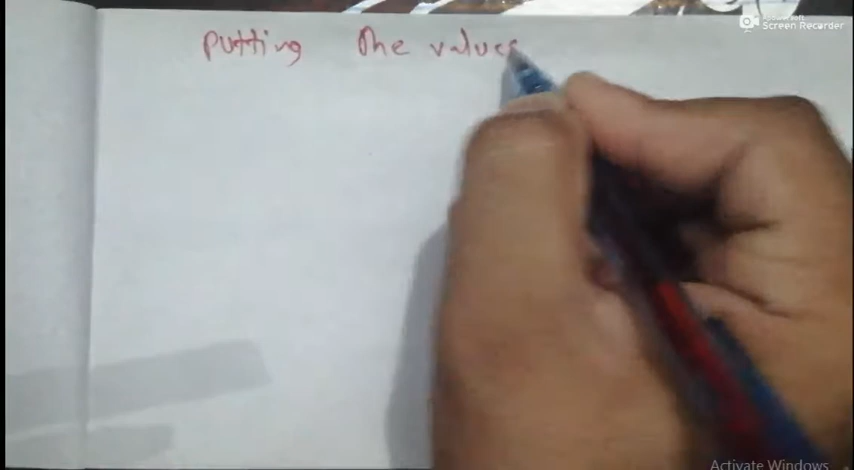 putting the values
Screen Recorder
Activate Windows